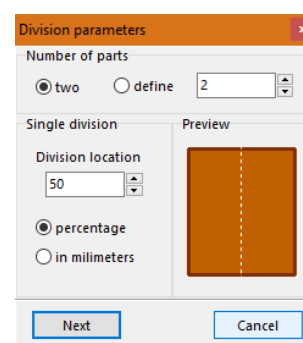 Division parameters
Number of parts
two define 2
Single division Preview
Division location
50
percentage
in milimeters
Next Cancel